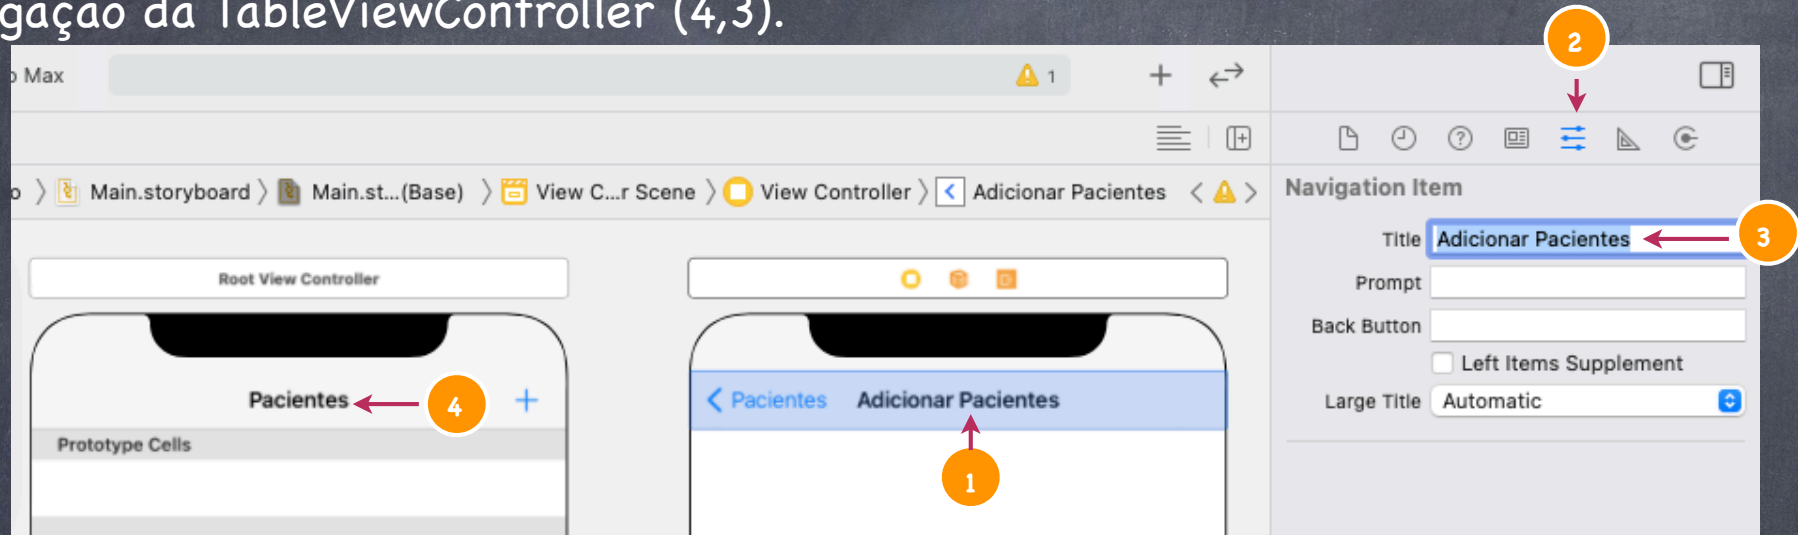 gação da TableViewController (4,3).
2
Max
1
Main.storyboard
Main.st...(Base)
View C...r Scene
View Controller
Adicionar Pacientes
Navigation Item
Title
Adicionar Pacientes
3
Prompt
Root View Controller
Back Button
Left Items Supplement
Pacientes
4
+
Pacientes
Adicionar Pacientes
Large Title
Automatic
Prototype Cells
1